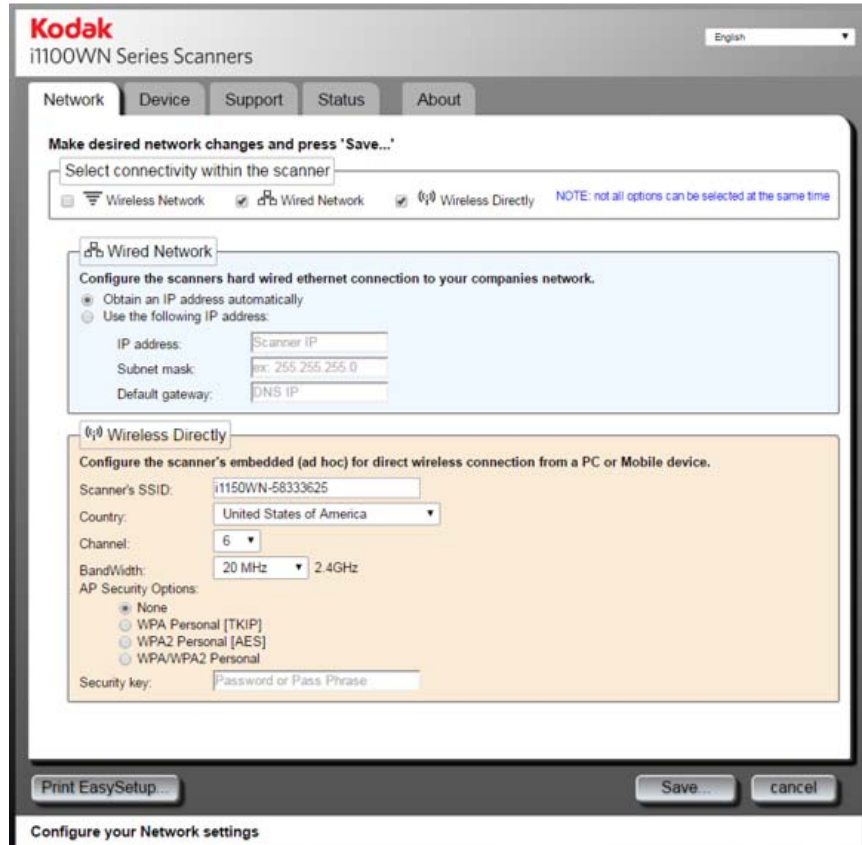 Kodak
English
i1100WN Series Scanners
Network Device Support Status About
Make desired network changes and press 'Save...'
Select connectivity within the scanner
Wireless Network Wired Network Wireless Directly NOTE: not all options can be selected at the same time
Wired Network
Configure the scanners hard wired ethernet connection to your companies network.
Obtain an IP address automatically
Use the following IP address:
IP address: Scanner IP
Subnet mask: ex: 255.255.255.0
Default gateway: DNS IP
Wireless Directly
Configure the scanner's embedded (ad hoc) for direct wireless connection from a PC or Mobile device.
Scanner's SSID: i1150WN-58333625
Country: United States of America
Channel: 6
BandWidth: 20 MHz 2.4GHz
AP Security Options:
None
WPA Personal [TKIP]
WPA2 Personal [AES]
WPA/WPA2 Personal
Security key: Password or Pass Phrase
Print EasySetup... Save... cancel
Configure your Network settings